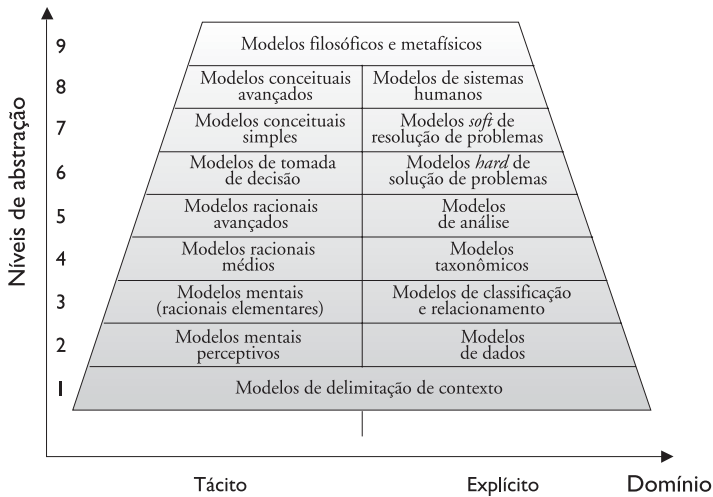 Níveis de abstração
9
Modelos filosóficos e metafísicos
8
Modelos conceituais
avançados
Modelos de sistemas
humanos
7
Modelos conceituais
simples
Modelos soft de
resolução de problemas
6
Modelos de tomada
de decisão
Modelos hard de
solução de problemas
5
Modelos racionais
avançados
Modelos
de análise
4
Modelos racionais
médios
Modelos
taxonômicos
3
Modelos mentais
(racionais elementares)
Modelos de classificação
e relacionamento
2
Modelos mentais
perceptivos
Modelos
de dados
1
Modelos de delimitação de contexto
Tácito
Explícito
Domínio